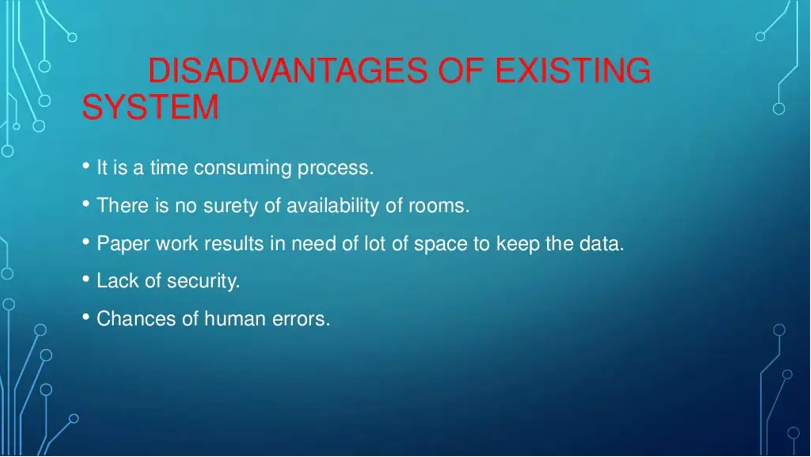 DISADVANTAGES OF EXISTING
SYSTEM
• It is a time consuming process.
• There is no surety of availability of rooms.
• Paper work results in need of lot of space to keep the data.
• Lack of security.
• Chances of human errors.